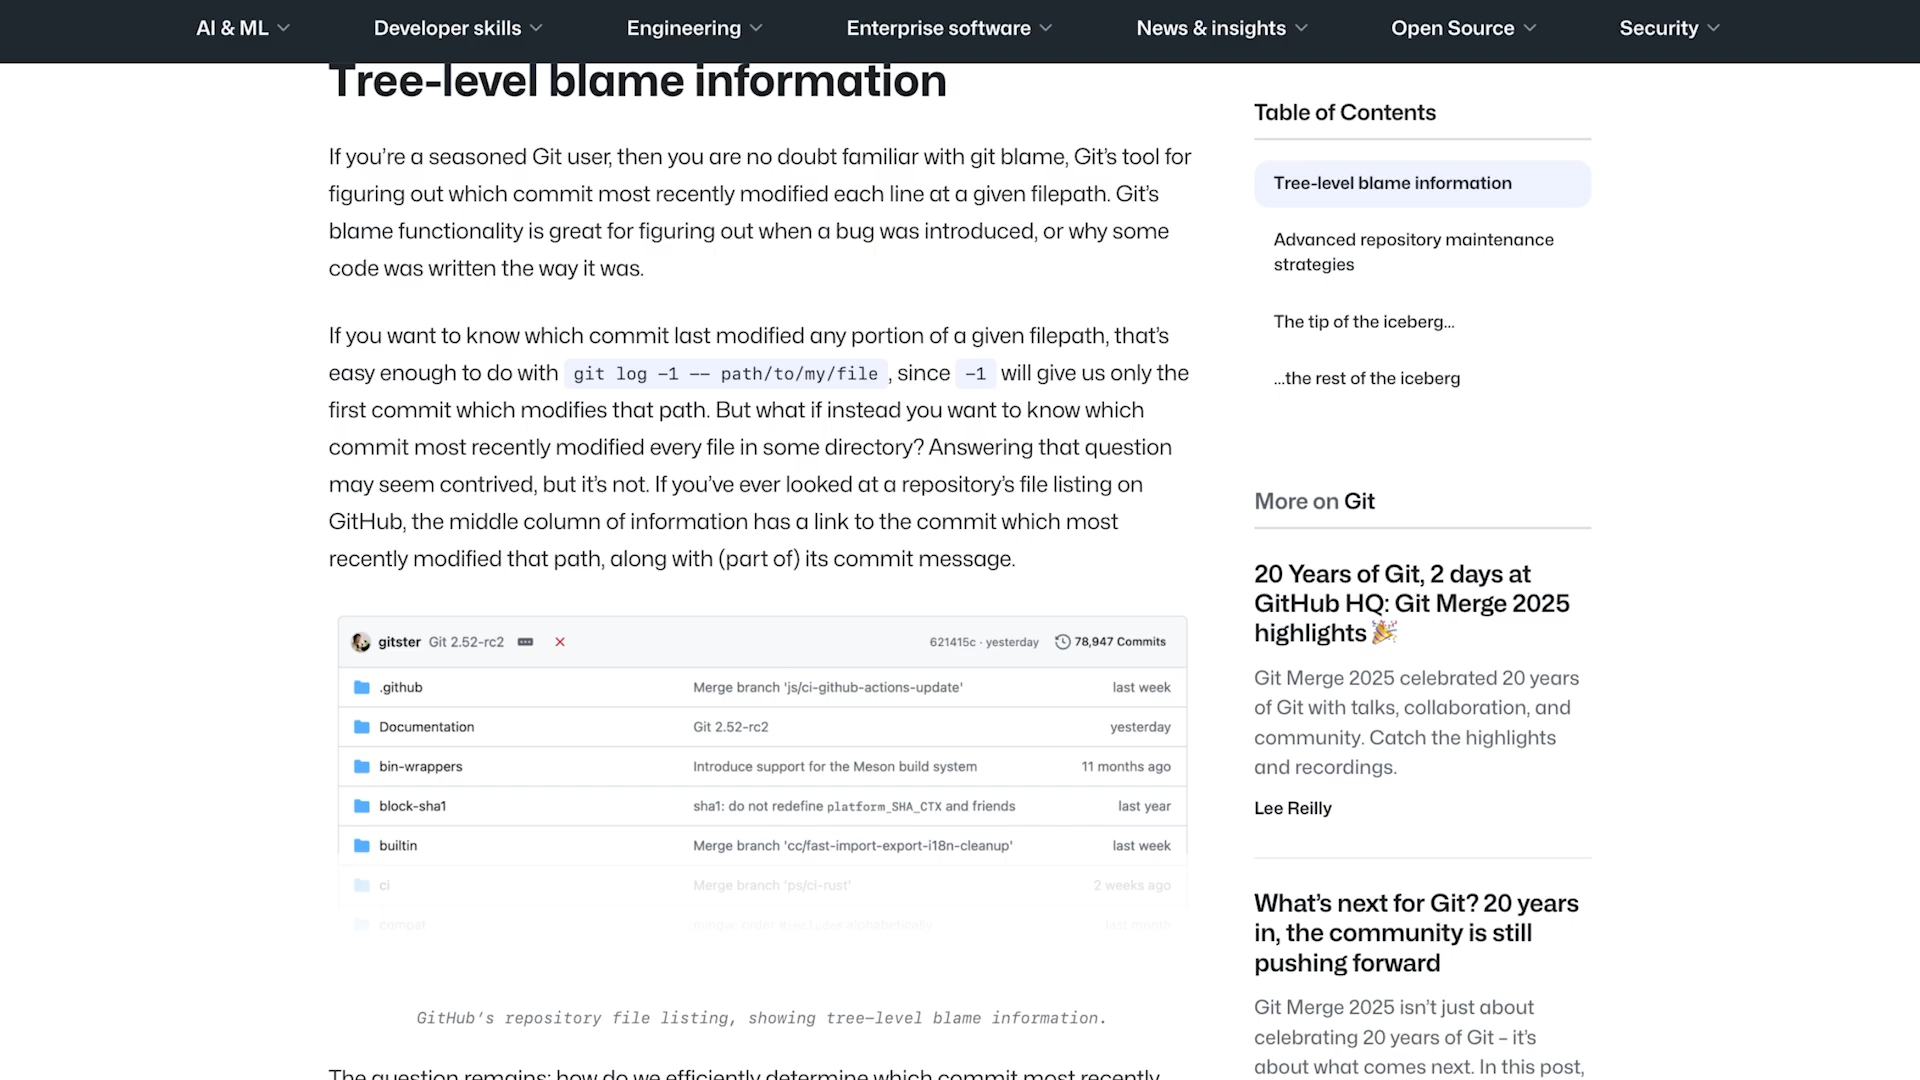 AI & ML
Developer skills
Engineering
Enterprise software
News & insights
Open Source
Security
Tree-level blame information
If you’re a seasoned Git user, then you are no doubt familiar with git blame, Git’s tool for
figuring out which commit most recently modified each line at a given filepath. Git’s
blame functionality is great for figuring out when a bug was introduced, or why some
code was written the way it was.
If you want to know which commit last modified any portion of a given filepath, that’s
easy enough to do with git log -1 -- path/to/my/file, since -1 will give us only the
first commit which modifies that path. But what if instead you want to know which
commit most recently modified every file in some directory? Answering that question
may seem contrived, but it’s not. If you’ve ever looked at a repository’s file listing on
GitHub, the middle column of information has a link to the commit which most
recently modified that path, along with (part of) its commit message.
gitster Git 2.52-rc2 621415c · yesterday 78,947 Commits
.github Merge branch 'js/ci-github-actions-update' last week
Documentation Git 2.52-rc2 yesterday
bin-wrappers Introduce support for the Meson build system 11 months ago
block-sha1 sha1: do not redefine platform_SHA_CTX and friends last year
builtin Merge branch 'cc/fast-import-export-i18n-cleanup' last week
ci Merge branch 'ps/ci-rust' 2 weeks ago
compat mingw: order #includes alphabetically last month
GitHub’s repository file listing, showing tree-level blame information.
The question remains: how do we efficiently determine which commit most recently
Table of Contents
Tree-level blame information
Advanced repository maintenance
strategies
The tip of the iceberg…
…the rest of the iceberg
More on Git
20 Years of Git, 2 days at
GitHub HQ: Git Merge 2025
highlights 🎉
Git Merge 2025 celebrated 20 years
of Git with talks, collaboration, and
community. Catch the highlights
and recordings.
Lee Reilly
What’s next for Git? 20 years
in, the community is still
pushing forward
Git Merge 2025 isn’t just about
celebrating 20 years of Git – it’s
about what comes next. In this post,